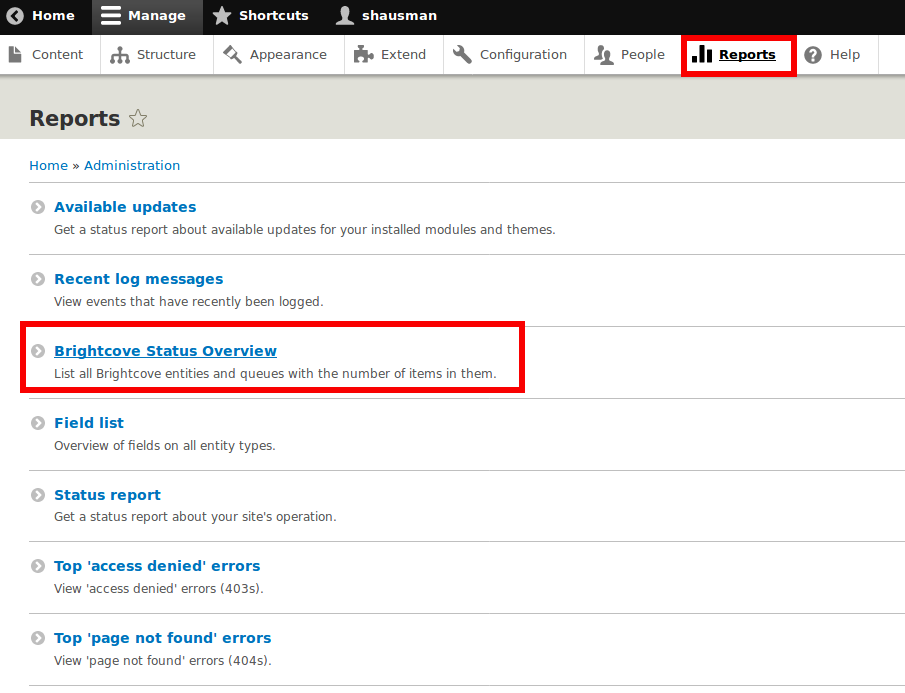 Home Manage Shortcuts shausman
Content Structure Appearance Extend Configuration People Reports Help
Reports
Home » Administration
Available updates
Get a status report about available updates for your installed modules and themes.
Recent log messages
View events that have recently been logged.
Brightcove Status Overview
List all Brightcove entities and queues with the number of items in them.
Field list
Overview of fields on all entity types.
Status report
Get a status report about your site's operation.
Top 'access denied' errors
View 'access denied' errors (403s).
Top 'page not found' errors
View 'page not found' errors (404s).